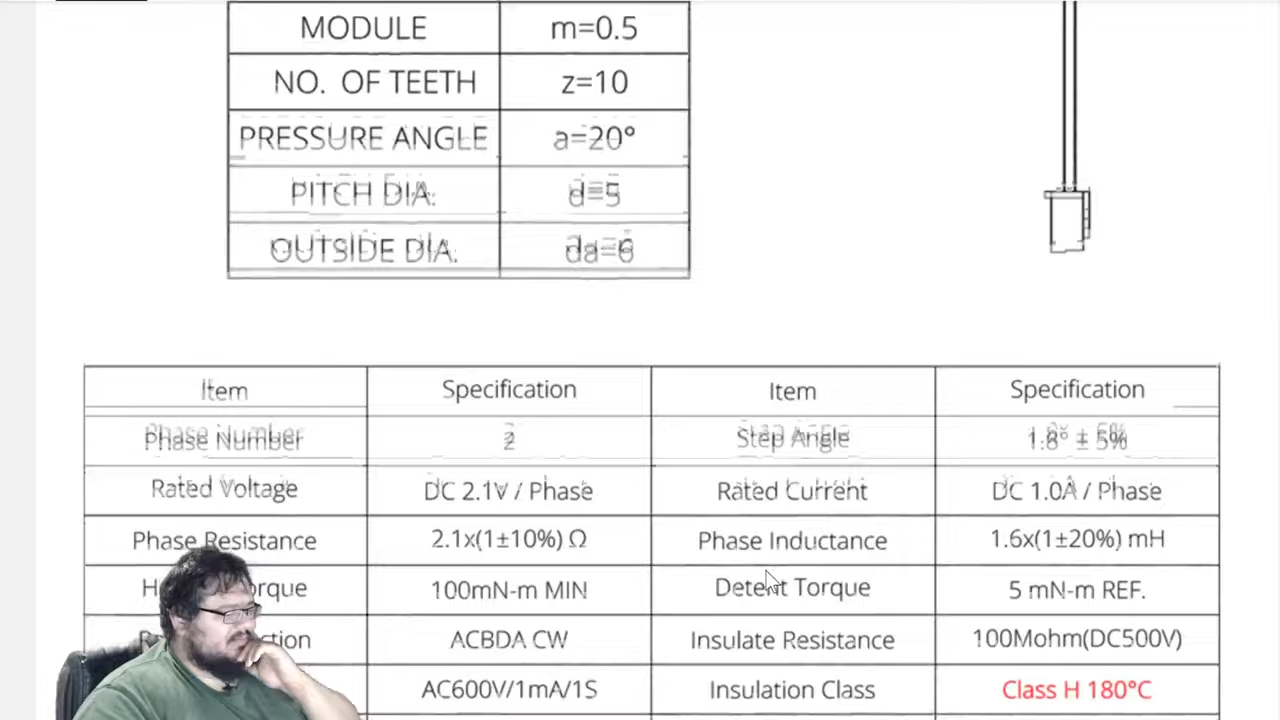 MODULE m=0.5
NO. OF TEETH z=10
PRESSURE ANGLE a=20°
PITCH DIA. d=5
OUTSIDE DIA. da=6
Item Specification Item Specification
Phase Number 2 Step Angle 1.8° ± 5%
Rated Voltage DC 2.1V / Phase Rated Current DC 1.0A / Phase
Phase Resistance 2.1x(1±10%) Ω Phase Inductance 1.6x(1±20%) mH
100mN-m MIN Detent Torque 5 mN-m REF.
ACBDA CW Insulate Resistance 100Mohm(DC500V)
AC600V/1mA/1S Insulation Class Class H 180°C